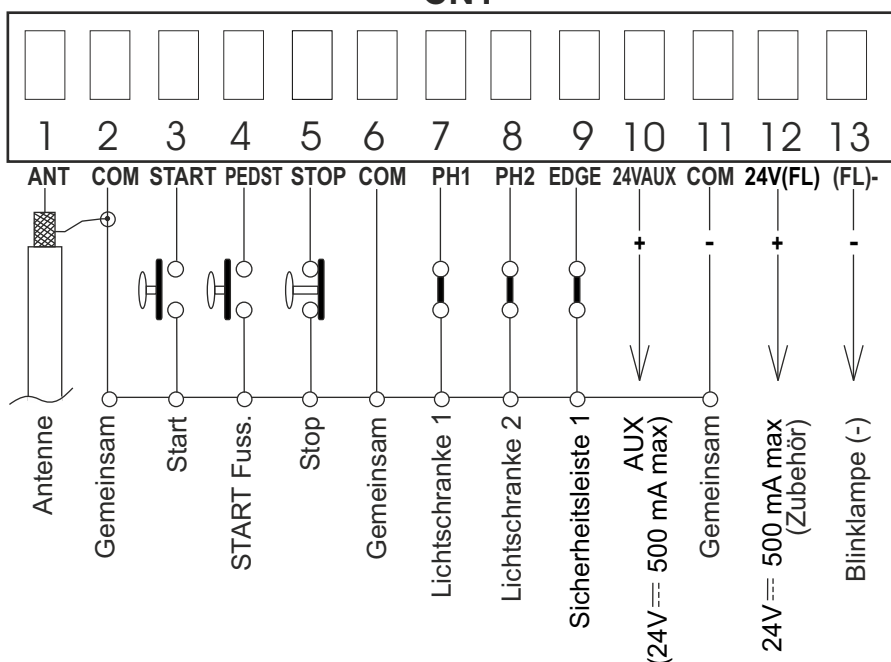 1 2 3 4 5 6 7 8 9 10 11 12 13
ANT COM START PEDST STOP COM PH1 PH2 EDGE 24VAUX COM 24V(FL) (FL)-
+ - + -
Antenne
Gemeinsam
Start
START Fuss.
Stop
Gemeinsam
Lichtschranke 1
Lichtschranke 2
Sicherheitsleiste 1
AUX
(24V⎓ 500 mA max)
Gemeinsam
24V⎓ 500 mA max
(Zubehör)
Blinklampe (-)